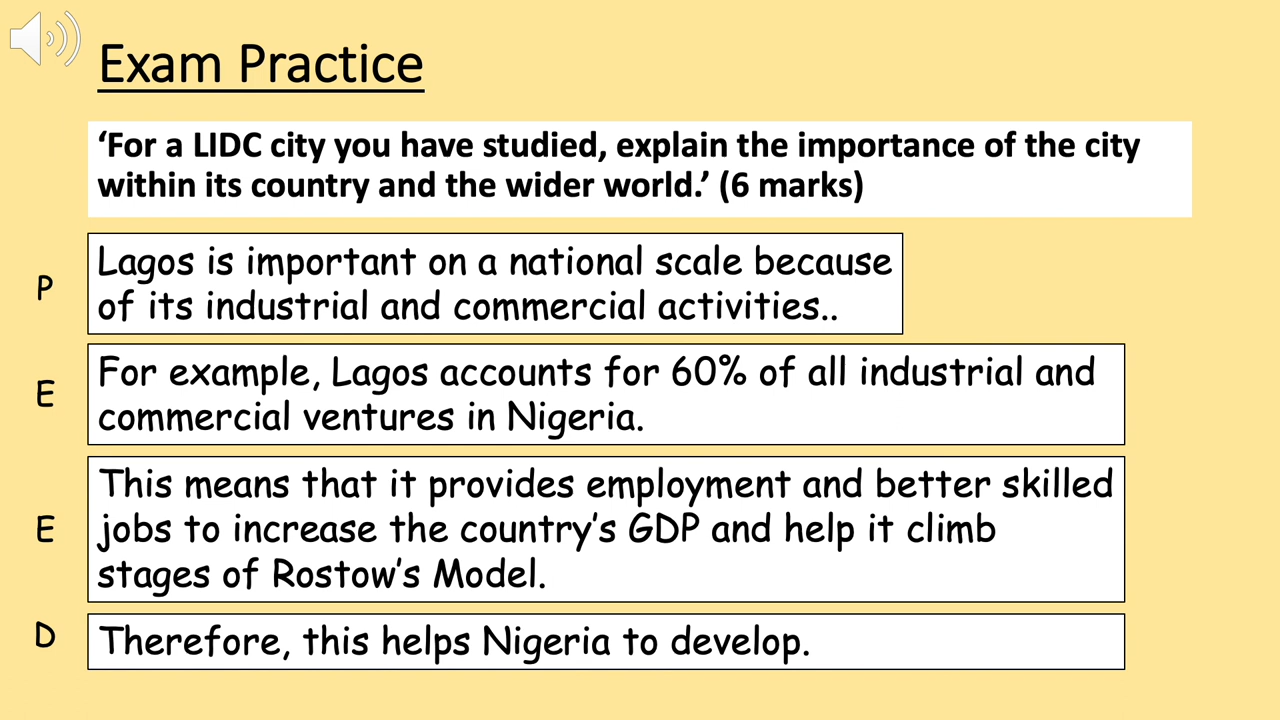 Exam Practice
‘For a LIDC city you have studied, explain the importance of the city
within its country and the wider world.’ (6 marks)
P
Lagos is important on a national scale because
of its industrial and commercial activities..
E
For example, Lagos accounts for 60% of all industrial and
commercial ventures in Nigeria.
E
This means that it provides employment and better skilled
jobs to increase the country’s GDP and help it climb
stages of Rostow’s Model.
D
Therefore, this helps Nigeria to develop.